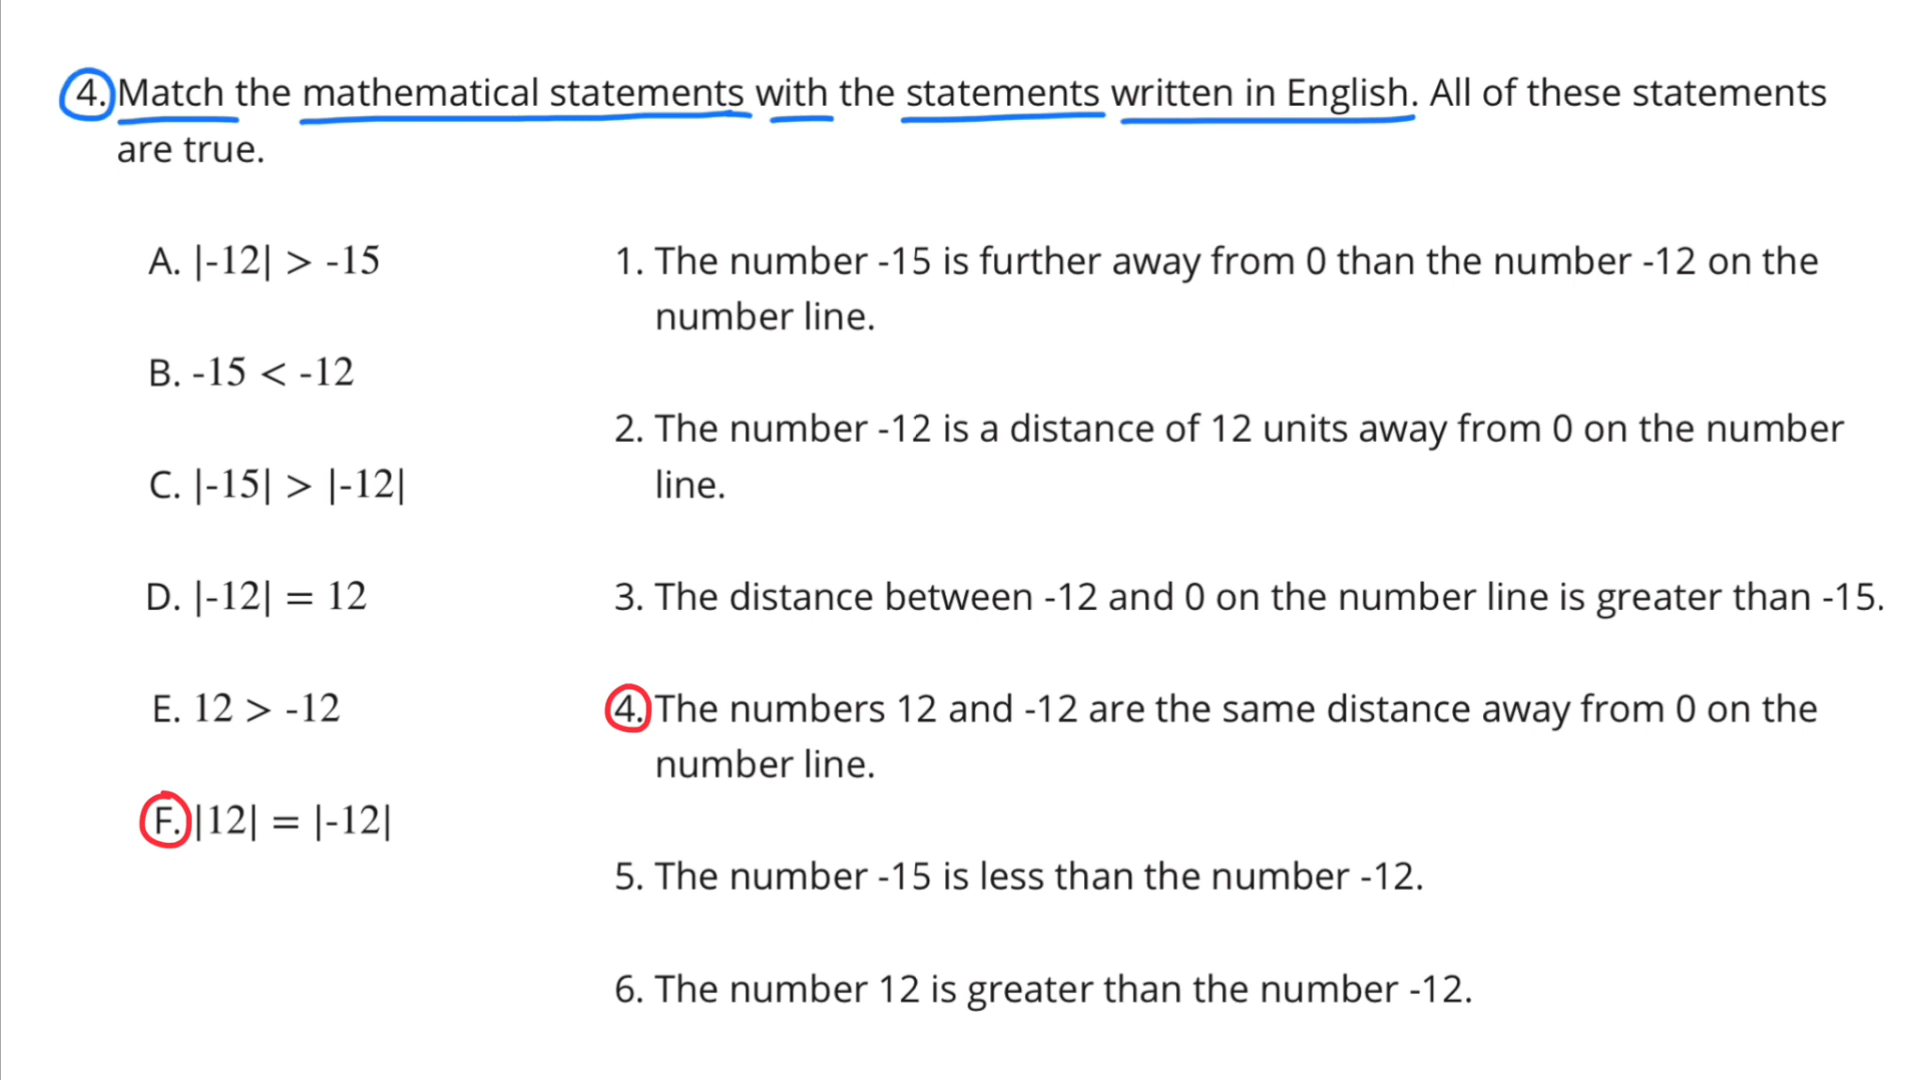 4. Match the mathematical statements with the statements written in English. All of these statements
are true.
A. |-12| > -15
1. The number -15 is further away from 0 than the number -12 on the
number line.
B. -15 < -12
2. The number -12 is a distance of 12 units away from 0 on the number
line.
C. |-15| > |-12|
D. |-12| = 12
3. The distance between -12 and 0 on the number line is greater than -15.
E. 12 > -12
4. The numbers 12 and -12 are the same distance away from 0 on the
number line.
F. |12| = |-12|
5. The number -15 is less than the number -12.
6. The number 12 is greater than the number -12.